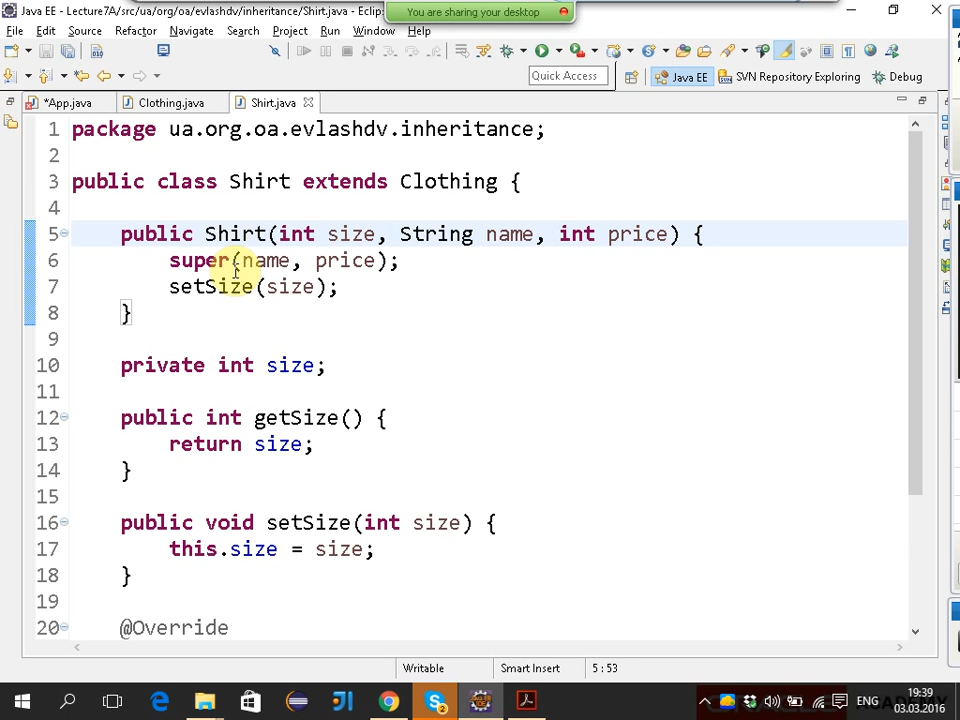 Java EE - Lecture7A/src/ua/org/oa/evlashdv/inheritance/Shirt.java - Eclip
You are sharing your desktop
File Edit Source Refactor Navigate Search Project Run Window Help
Quick Access
Java EE
SVN Repository Exploring
Debug
*App.java
Clothing.java
Shirt.java
1 package ua.org.oa.evlashdv.inheritance;
2
3 public class Shirt extends Clothing {
4
5 public Shirt(int size, String name, int price) {
6 super(name, price);
7 setSize(size);
8 }
9
10 private int size;
11
12 public int getSize() {
13 return size;
14 }
15
16 public void setSize(int size) {
17 this.size = size;
18 }
19
20 @Override
Writable
Smart Insert
5 : 53
ENG
19:39
03.03.2016